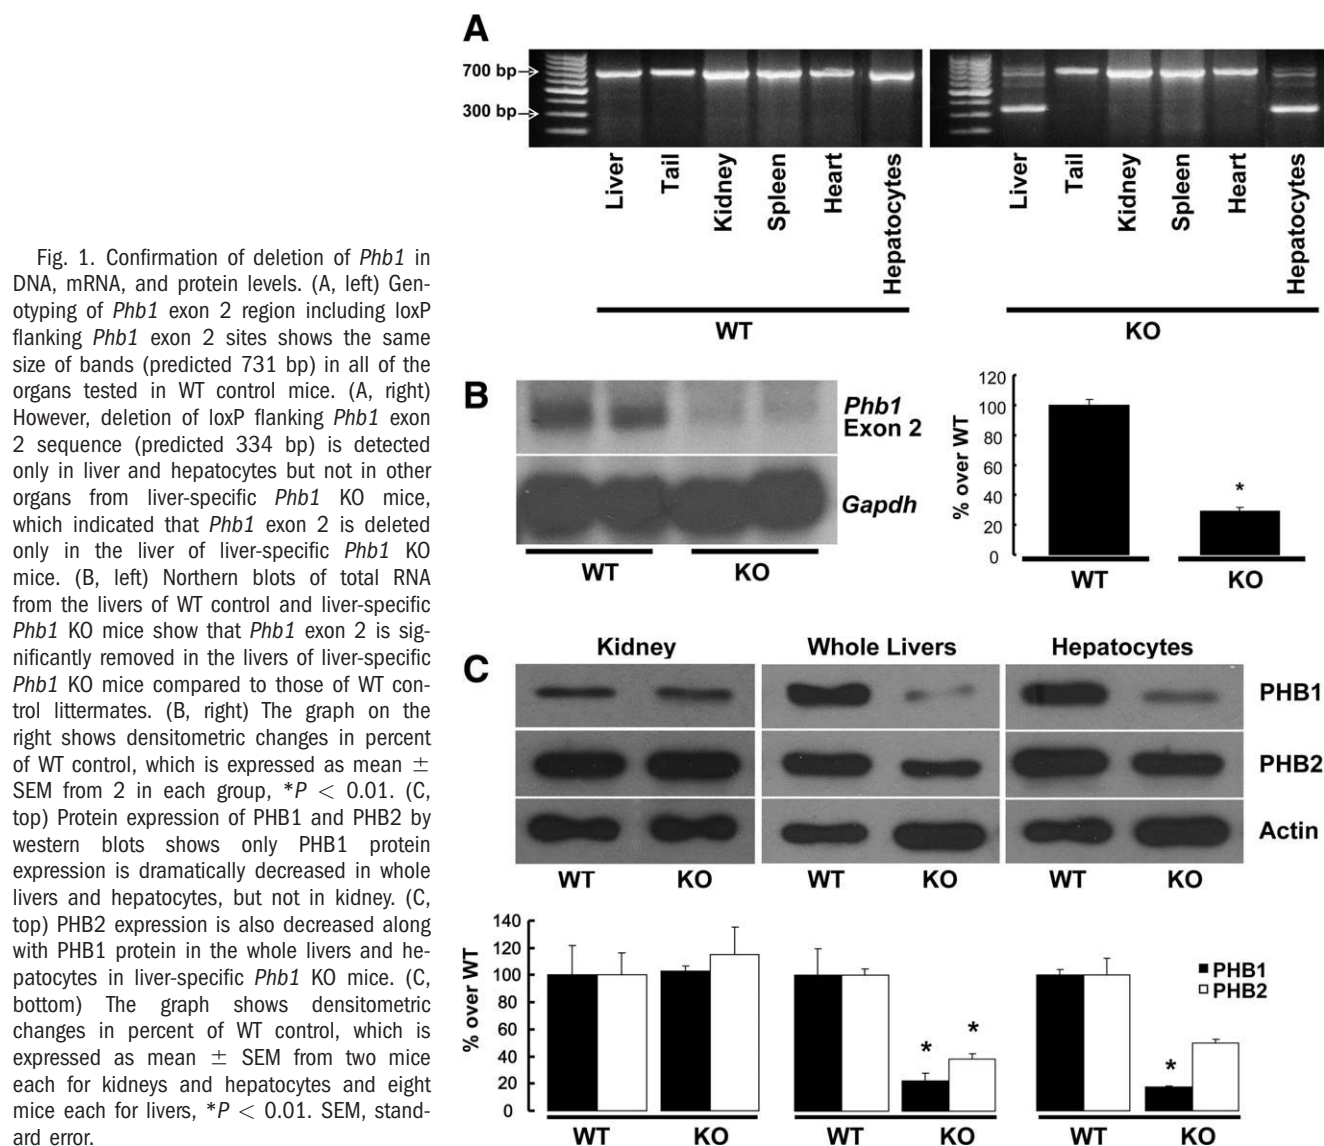 A
700 bp
300 bp
Liver
Tail
Kidney
Spleen
Heart
Hepatocytes
Liver
Tail
Kidney
Spleen
Heart
Hepatocytes
WT
KO
Fig. 1. Confirmation of deletion of Phb1 in
DNA, mRNA, and protein levels. (A, left) Gen-
otyping of Phb1 exon 2 region including loxP
flanking Phb1 exon 2 sites shows the same
size of bands (predicted 731 bp) in all of the
organs tested in WT control mice. (A, right)
However, deletion of loxP flanking Phb1 exon
2 sequence (predicted 334 bp) is detected
only in liver and hepatocytes but not in other
organs from liver-specific Phb1 KO mice,
which indicated that Phb1 exon 2 is deleted
only in the liver of liver-specific Phb1 KO
mice. (B, left) Northern blots of total RNA
from the livers of WT control and liver-specific
Phb1 KO mice show that Phb1 exon 2 is sig-
nificantly removed in the livers of liver-specific
Phb1 KO mice compared to those of WT con-
trol littermates. (B, right) The graph on the
right shows densitometric changes in percent
of WT control, which is expressed as mean ±
SEM from 2 in each group, *P < 0.01. (C,
top) Protein expression of PHB1 and PHB2 by
western blots shows only PHB1 protein
expression is dramatically decreased in whole
livers and hepatocytes, but not in kidney. (C,
top) PHB2 expression is also decreased along
with PHB1 protein in the whole livers and he-
patocytes in liver-specific Phb1 KO mice. (C,
bottom) The graph shows densitometric
changes in percent of WT control, which is
expressed as mean ± SEM from two mice
each for kidneys and hepatocytes and eight
mice each for livers, *P < 0.01. SEM, stand-
ard error.
B
Phb1
Exon 2
Gapdh
WT
KO
% over WT
120
100
80
60
40
20
0
*
WT
KO
C
Kidney
Whole Livers
Hepatocytes
PHB1
PHB2
Actin
WT
KO
WT
KO
WT
KO
% over WT
140
120
100
80
60
40
20
0
*
*
*
PHB1
PHB2
WT
KO
WT
KO
WT
KO